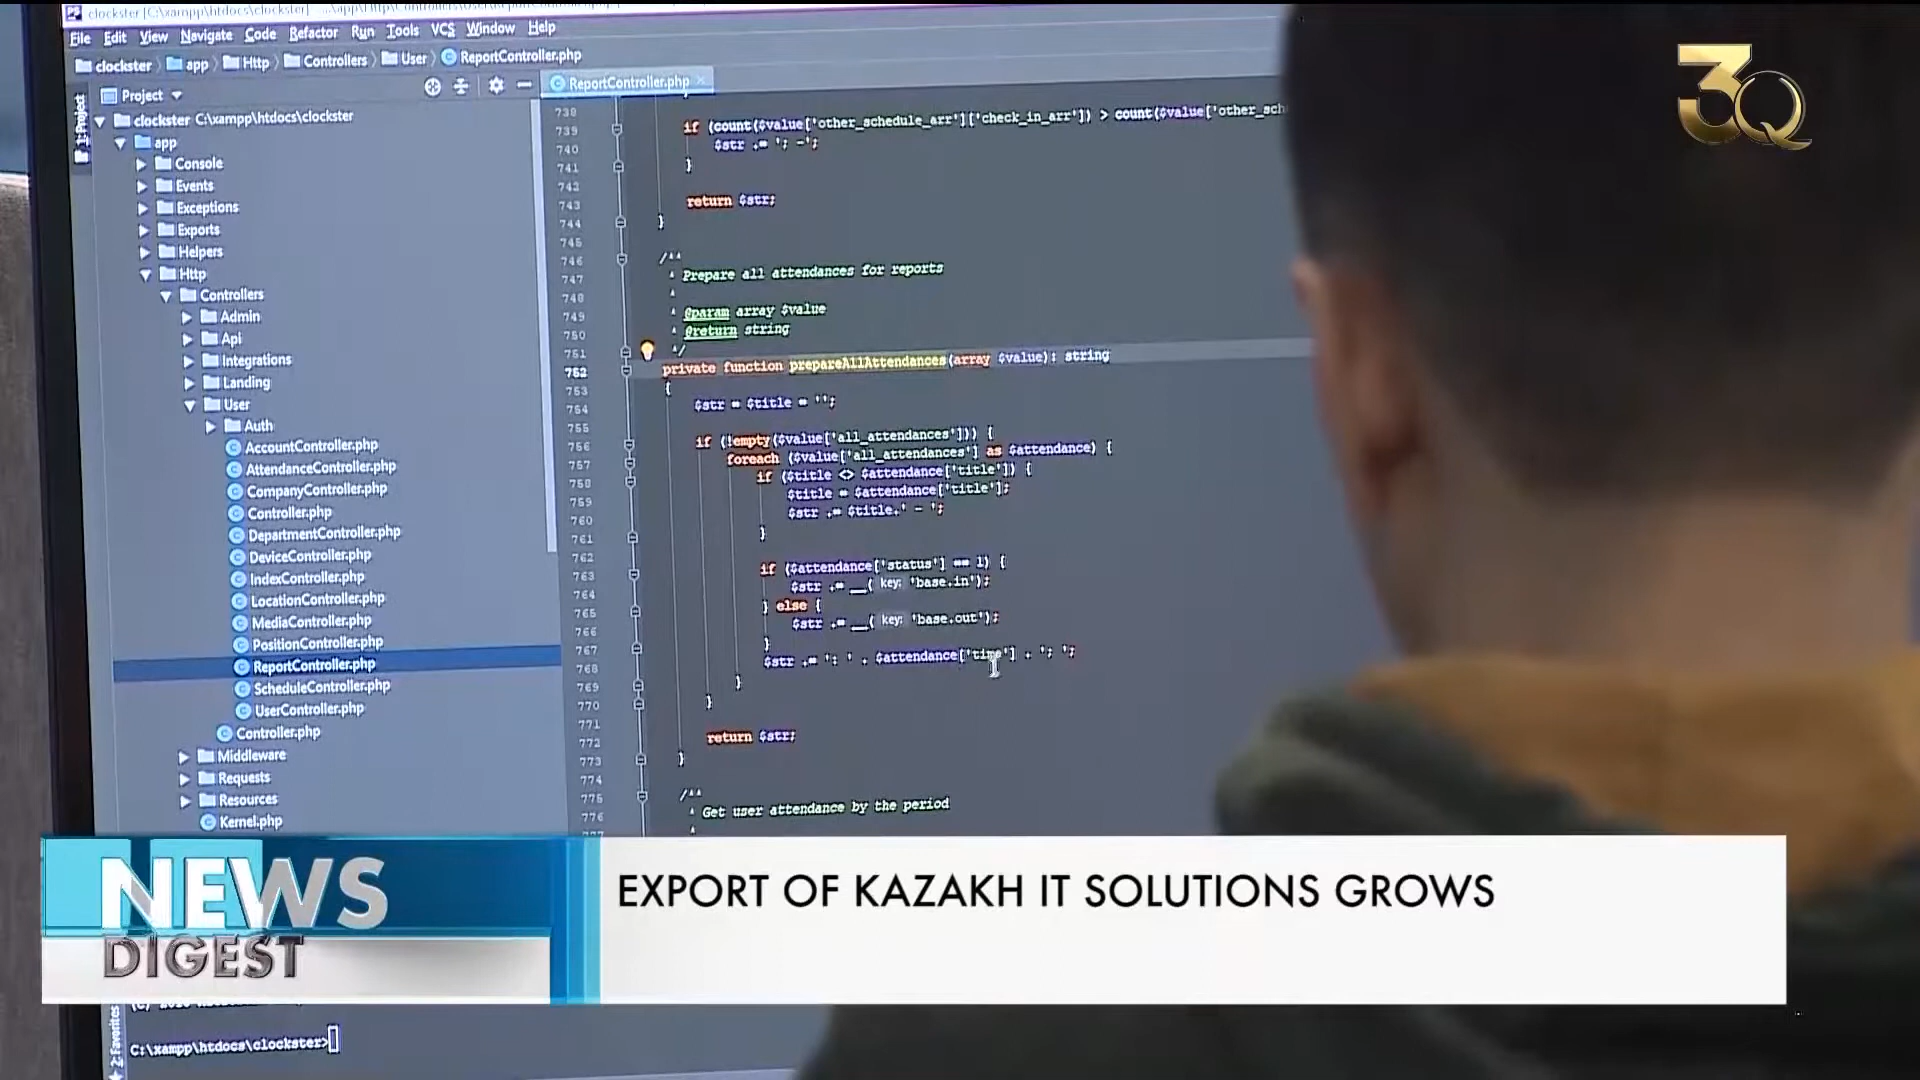 clockster [C:\xampp\htdocs\clockster]
File Edit View Navigate Code Refactor Run Tools VCS Window Help
clockster app Http Controllers User ReportController.php
3Q
Project
ReportController.php
1: Project
clockster C:\xampp\htdocs\clockster
app
Console
Events
Exceptions
Exports
Helpers
Http
Controllers
Admin
Api
Integrations
Landing
User
Auth
AccountController.php
AttendanceController.php
CompanyController.php
Controller.php
DepartmentController.php
DeviceController.php
IndexController.php
LocationController.php
MediaController.php
PositionController.php
ReportController.php
ScheduleController.php
UserController.php
Controller.php
Middleware
Requests
Resources
Kernel.php
738
739 if (count($value['other_schedule_arr']['check_in_arr']) > count($value['other_sch
740 $str .= '; -';
741 }
742
743 return $str;
744 }
745
746 /**
747 * Prepare all attendances for reports
748 *
749 * @param array $value
750 * @return string
751 */
752 private function prepareAllAttendances(array $value): string
753 {
754 $str = $title = '';
755
756 if (!empty($value['all_attendances'])) {
757 foreach ($value['all_attendances'] as $attendance) {
758 if ($title <> $attendance['title']) {
759 $title = $attendance['title'];
760 $str .= $title.' - ';
761 }
762
763 if ($attendance['status'] == 1) {
764 $str .= __( key: 'base.in');
765 } else {
766 $str .= __( key: 'base.out');
767 }
768 $str .= ': ' . $attendance['time'] . '; ';
769 }
770 }
771
772 return $str;
773 }
774
775 /**
776 * Get user attendance by the period
777 *
NEWS
DIGEST
EXPORT OF KAZAKH IT SOLUTIONS GROWS
2: Favorites
C:\xampp\htdocs\clockster>